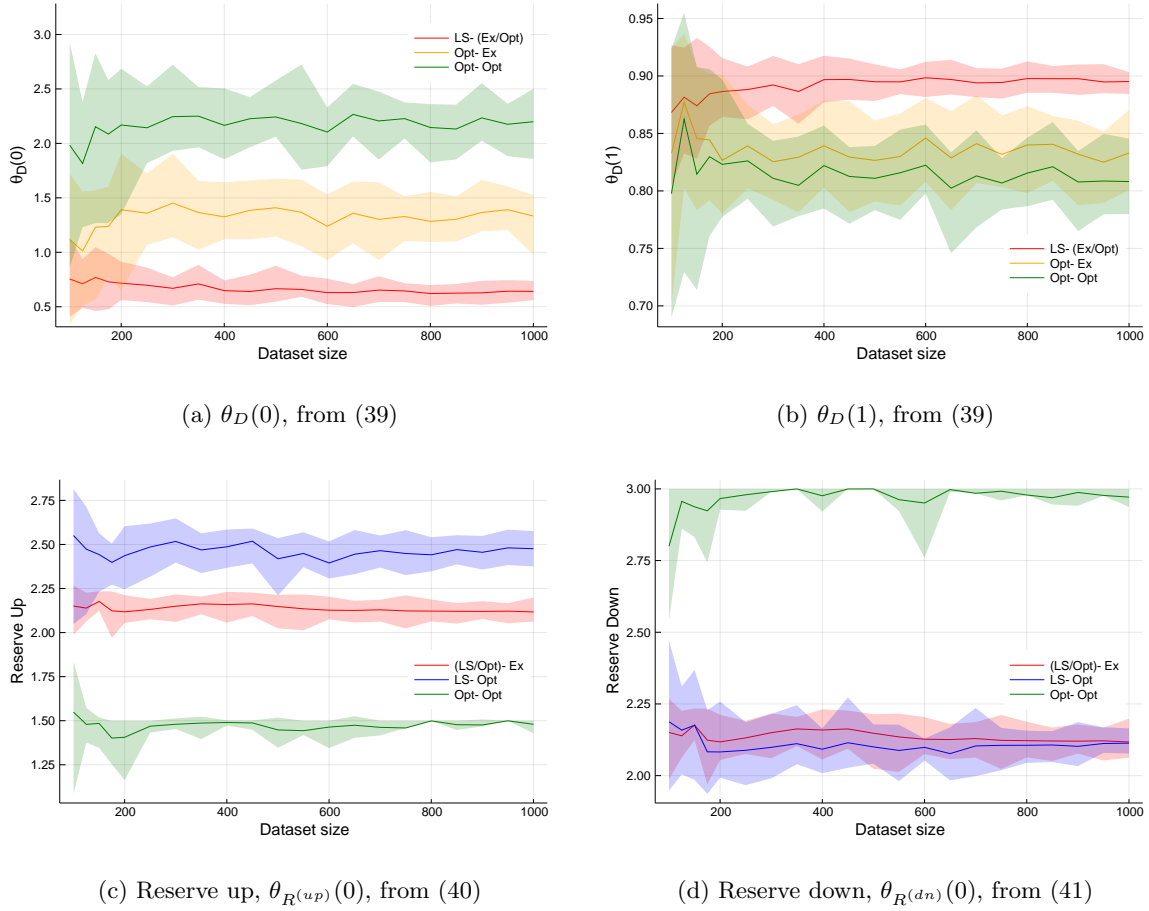 3.0
2.5
2.0
1.5
1.0
0.5
θD(0)
LS- (Ex/Opt)
Opt- Ex
Opt- Opt
200 400 600 800 1000
Dataset size
(a) θD(0), from (39)
0.95
0.90
0.85
0.80
0.75
0.70
θD(1)
LS- (Ex/Opt)
Opt- Ex
Opt- Opt
200 400 600 800 1000
Dataset size
(b) θD(1), from (39)
2.75
2.50
2.25
2.00
1.75
1.50
1.25
Reserve Up
(LS/Opt)- Ex
LS- Opt
Opt- Opt
200 400 600 800 1000
Dataset size
(c) Reserve up, θR(up)(0), from (40)
3.00
2.75
2.50
2.25
2.00
Reserve Down
(LS/Opt)- Ex
LS- Opt
Opt- Opt
200 400 600 800 1000
Dataset size
(d) Reserve down, θR(dn)(0), from (41)